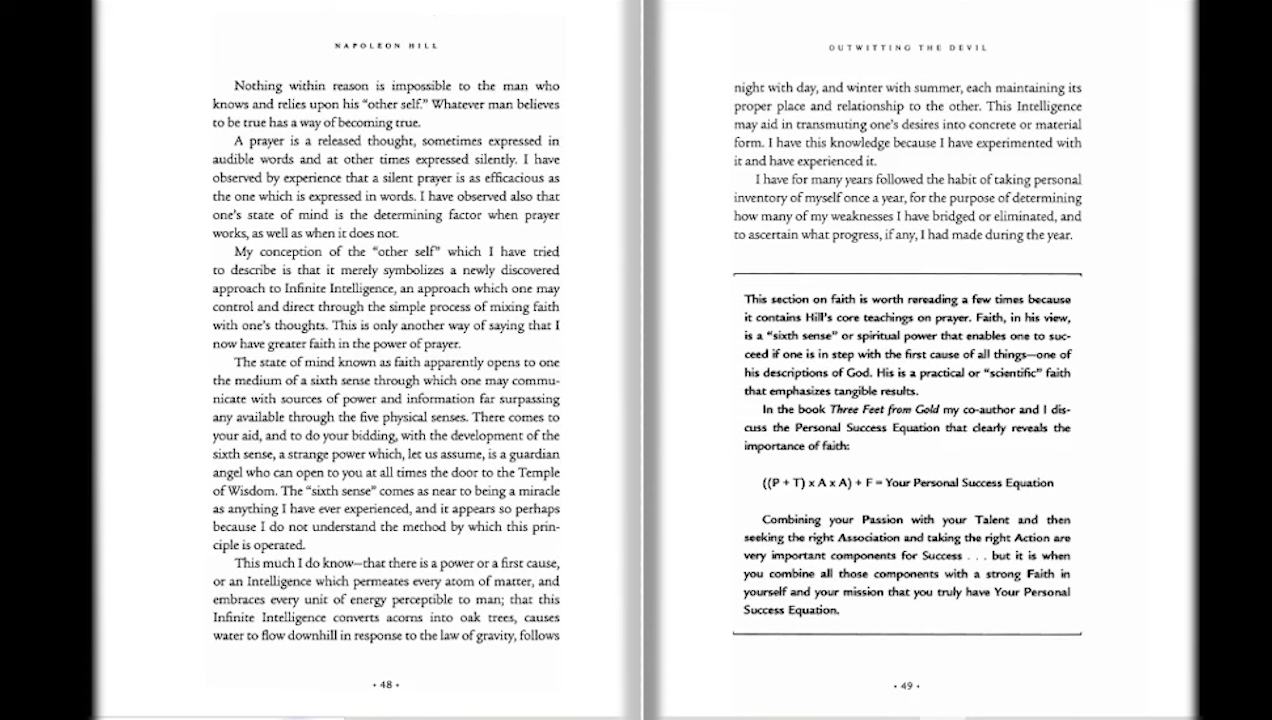 NAPOLEON HILL
Nothing within reason is impossible to the man who
knows and relies upon his “other self.” Whatever man believes
to be true has a way of becoming true.
A prayer is a released thought, sometimes expressed in
audible words and at other times expressed silently. I have
observed by experience that a silent prayer is as efficacious as
the one which is expressed in words. I have observed also that
one’s state of mind is the determining factor when prayer
works, as well as when it does not.
My conception of the “other self” which I have tried
to describe is that it merely symbolizes a newly discovered
approach to Infinite Intelligence, an approach which one may
control and direct through the simple process of mixing faith
with one’s thoughts. This is only another way of saying that I
now have greater faith in the power of prayer.
The state of mind known as faith apparently opens to one
the medium of a sixth sense through which one may commu-
nicate with sources of power and information far surpassing
any available through the five physical senses. There comes to
your aid, and to do your bidding, with the development of the
sixth sense, a strange power which, let us assume, is a guardian
angel who can open to you at all times the door to the Temple
of Wisdom. The “sixth sense” comes as near to being a miracle
as anything I have ever experienced, and it appears so perhaps
because I do not understand the method by which this prin-
ciple is operated.
This much I do know—that there is a power or a first cause,
or an Intelligence which permeates every atom of matter, and
embraces every unit of energy perceptible to man; that this
Infinite Intelligence converts acorns into oak trees, causes
water to flow downhill in response to the law of gravity, follows
• 48 •
OUTWITTING THE DEVIL
night with day, and winter with summer, each maintaining its
proper place and relationship to the other. This Intelligence
may aid in transmuting one’s desires into concrete or material
form. I have this knowledge because I have experimented with
it and have experienced it.
I have for many years followed the habit of taking personal
inventory of myself once a year, for the purpose of determining
how many of my weaknesses I have bridged or eliminated, and
to ascertain what progress, if any, I had made during the year.
This section on faith is worth rereading a few times because
it contains Hill’s core teachings on prayer. Faith, in his view,
is a “sixth sense” or spiritual power that enables one to suc-
ceed if one is in step with the first cause of all things—one of
his descriptions of God. His is a practical or “scientific” faith
that emphasizes tangible results.
In the book Three Feet from Gold my co-author and I dis-
cuss the Personal Success Equation that clearly reveals the
importance of faith:
((P + T) x A x A) + F = Your Personal Success Equation
Combining your Passion with your Talent and then
seeking the right Association and taking the right Action are
very important components for Success . . . but it is when
you combine all those components with a strong Faith in
yourself and your mission that you truly have Your Personal
Success Equation.
• 49 •